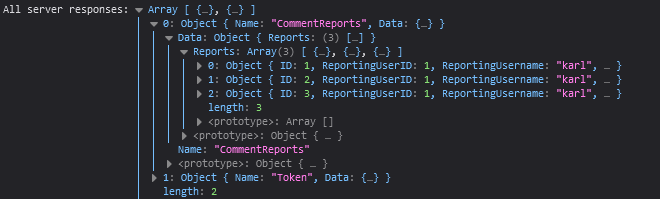 All server responses: ▼ Array [ {…}, {…} ]
▼ 0: Object { Name: "CommentReports", Data: {…} }
▼ Data: Object { Reports: (3) […] }
▼ Reports: Array(3) [ {…}, {…}, {…} ]
▶ 0: Object { ID: 1, ReportingUserID: 1, ReportingUsername: "karl", … }
▶ 1: Object { ID: 2, ReportingUserID: 1, ReportingUsername: "karl", … }
▶ 2: Object { ID: 3, ReportingUserID: 1, ReportingUsername: "karl", … }
length: 3
▶ <prototype>: Array []
▶ <prototype>: Object { … }
Name: "CommentReports"
▶ <prototype>: Object { … }
▶ 1: Object { Name: "Token", Data: {…} }
length: 2